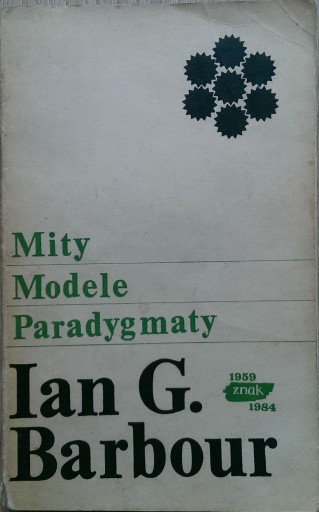 Mity
Modele
Paradygmaty
Ian G.
Barbour
1959
znak
1984